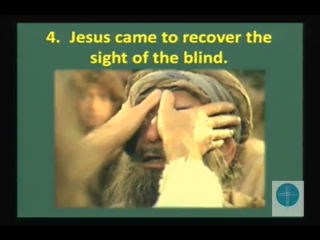 4. Jesus came to recover the
sight of the blind.